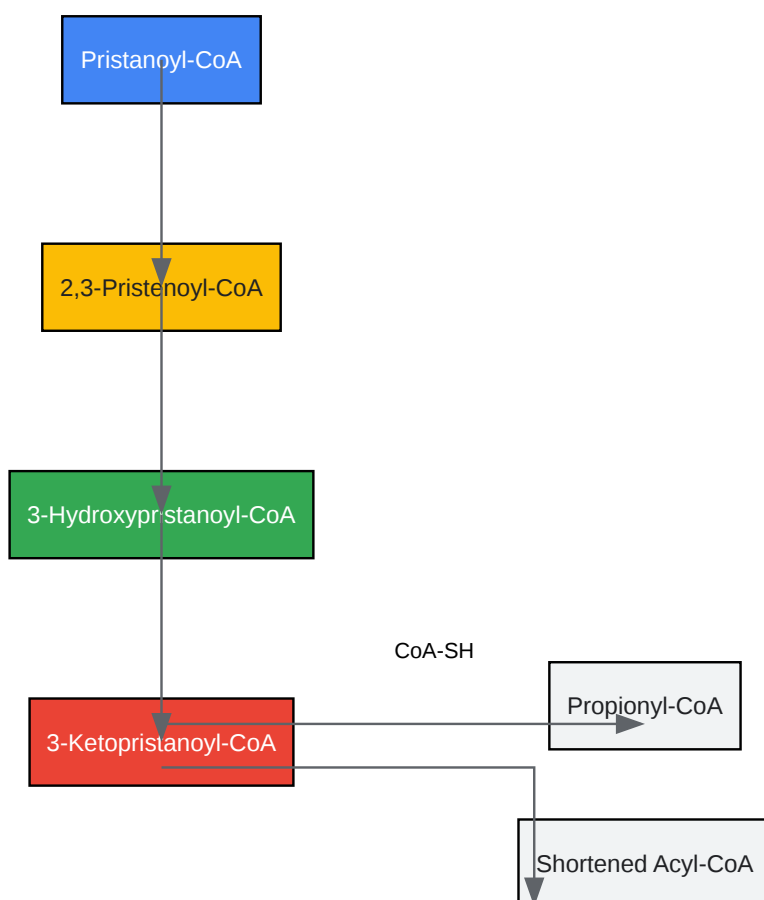 Pristanoyl-CoA
2,3-Pristenoyl-CoA
3-Hydroxypristanoyl-CoA
CoA-SH
Propionyl-CoA
3-Ketopristanoyl-CoA
Shortened Acyl-CoA